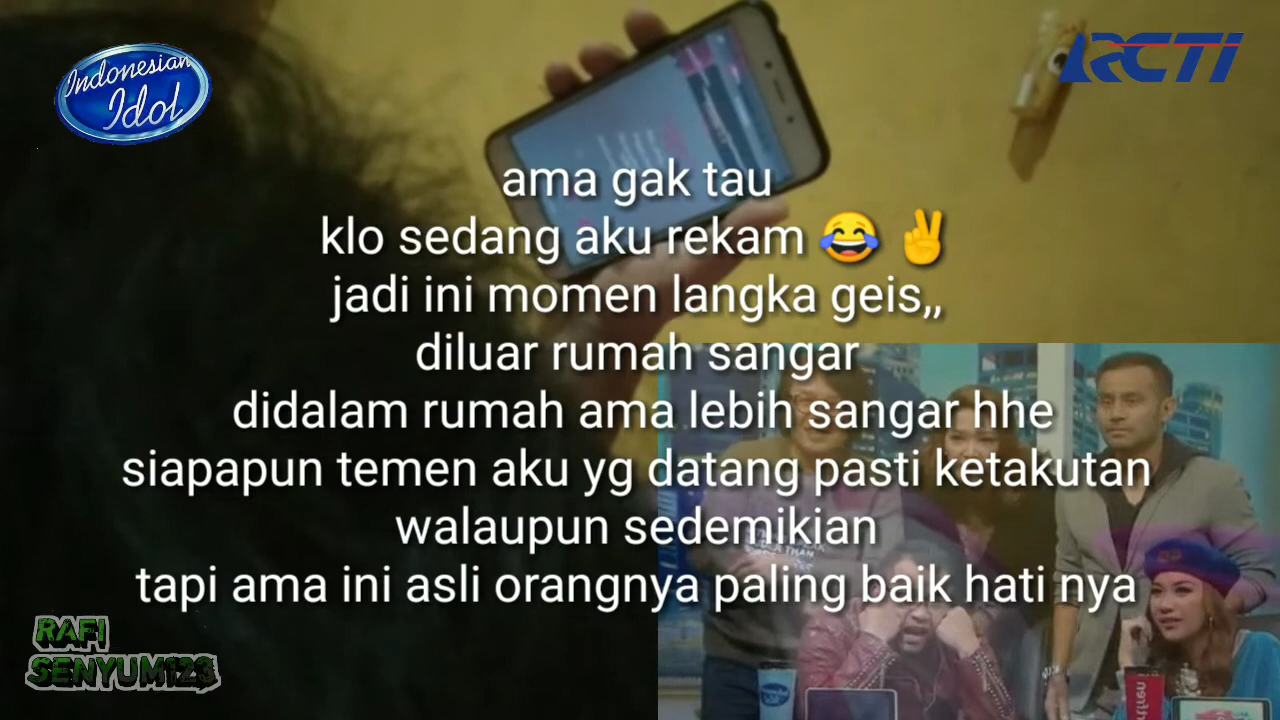 Indonesian
Idol
RCTI
ama gak tau
klo sedang aku rekam 😂 ✌
jadi ini momen langka geis,,
diluar rumah sangar
didalam rumah ama lebih sangar hhe
siapapun temen aku yg datang pasti ketakutan
walaupun sedemikian
tapi ama ini asli orangnya paling baik hati nya
RAFI
SENYUM123